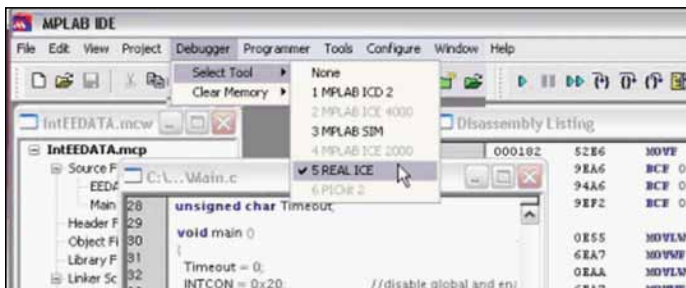 MPLAB IDE
File Edit View Project Debugger Programmer Tools Configure Window Help
Select Tool
Clear Memory
None
1 MPLAB ICD 2
2 MPLAB ICE 4000
3 MPLAB SIM
4 MPLAB ICE 2000
5 REAL ICE
6 PICkit 2
IntEEDATA.mcw
Disassembly Listing
IntEEDATA.mcp
Source F
EEDA
Main
Header F
Object Fi
Library F
Linker Sc
C:\...\Main.c
28 unsigned char Timeout;
29
void main ()
30 {
31 Timeout = 0;
32 INTCON = 0x20; //disable global and en
000182 52E6 MOVF
9EA6 BCF 0
94A6 BCF 0
9EF2 BCF 0
0E55 MOVLW
6EA7 MOVWF
0EAA MOVLW